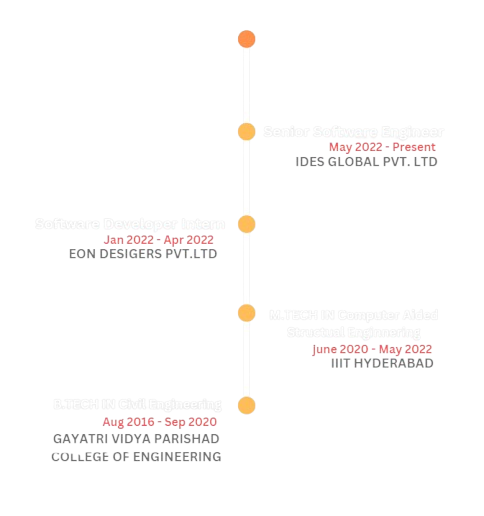 Senior Software Engineer
May 2022 - Present
IDES GLOBAL PVT. LTD
Software Developer Intern
Jan 2022 - Apr 2022
EON DESIGERS PVT.LTD
M.TECH IN Computer Aided
Structual Enginnering
June 2020 - May 2022
IIIT HYDERABAD
B.TECH IN Civil Engineering
Aug 2016 - Sep 2020
GAYATRI VIDYA PARISHAD
COLLEGE OF ENGINEERING